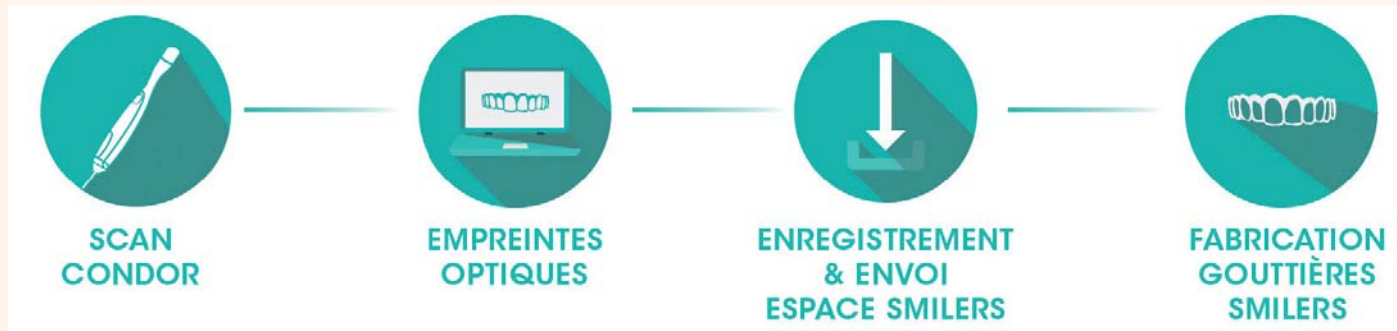 SCAN
CONDOR
EMPREINTES
OPTIQUES
ENREGISTREMENT
& ENVOI
ESPACE SMILERS
FABRICATION
GOUTTIÈRES
SMILERS